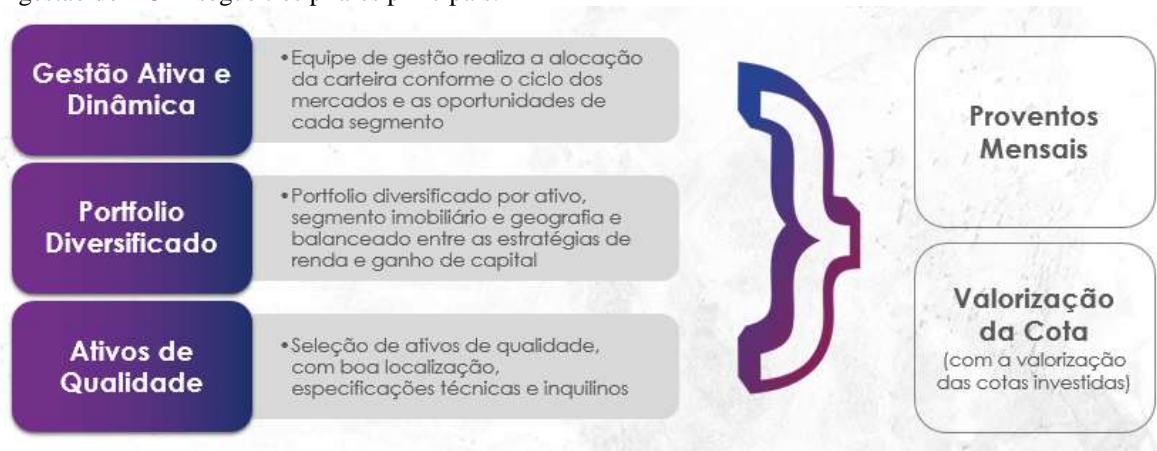 Gestão Ativa e
Dinâmica
•Equipe de gestão realiza a alocação
da carteira conforme o ciclo dos
mercados e as oportunidades de
cada segmento
Portfolio
Diversificado
•Portfolio diversificado por ativo,
segmento imobiliário e geografia e
balanceado entre as estratégias de
renda e ganho de capital
Ativos de
Qualidade
•Seleção de ativos de qualidade,
com boa localização,
especificações técnicas e inquilinos
Proventos
Mensais
Valorização
da Cota
(com a valorização
das cotas investidas)